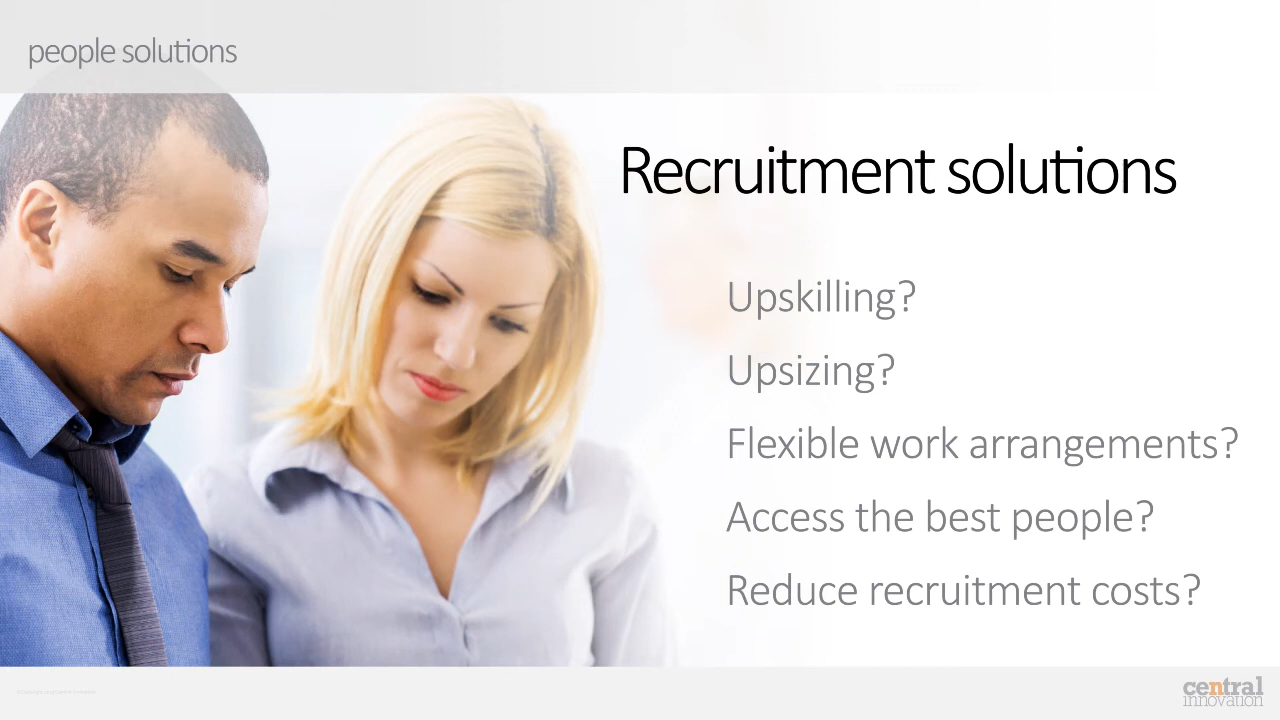 people solutions
Recruitment solutions
Upskilling?
Upsizing?
Flexible work arrangements?
Access the best people?
Reduce recruitment costs?
central
innovation